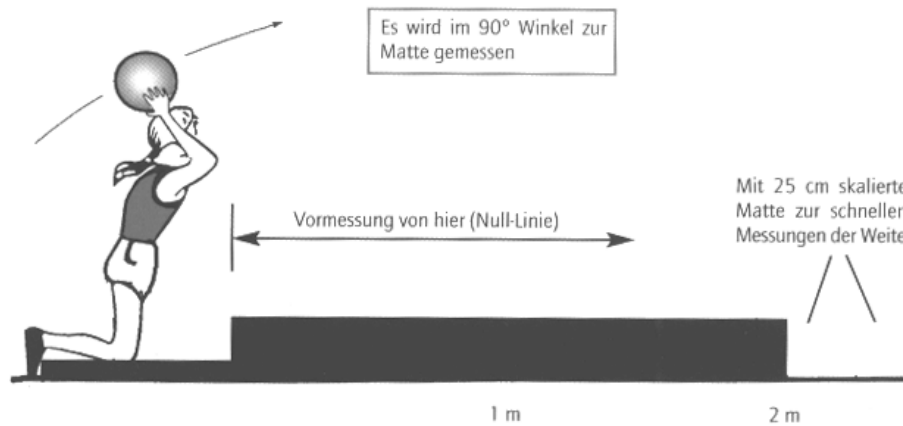 Es wird im 90° Winkel zur
Matte gemessen
Vormessung von hier (Null-Linie)
Mit 25 cm skalierte
Matte zur schneller
Messungen der Weite
1 m
2 m